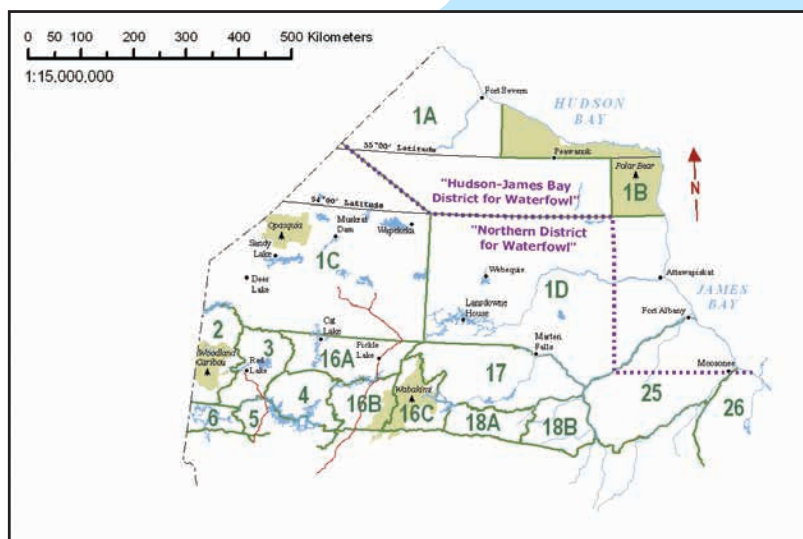 0 50 100 200 300 400 500 Kilometers
1:15,000,000
Fort Severn
1A
HUDSON
BAY
55°00' Latitude
Peawanuk
Polar Bear
1B
N
"Hudson-James Bay
District for Waterfowl"
54°00' Latitude
"Northern District
for Waterfowl"
Opasquia
Muskrat
Dam
Wapekeka
Sandy
Lake
1C
Webequie
Attawapiskat
Deer
Lake
1D
JAMES
BAY
Lansdowne
House
Fort Albany
2
Cat
Lake
Marten
Falls
3
16A
Pickle
Lake
Woodland
Caribou
Red
Lake
17
Moosonee
4
Wabakimi
25
16B
16C
26
6
5
18A
18B